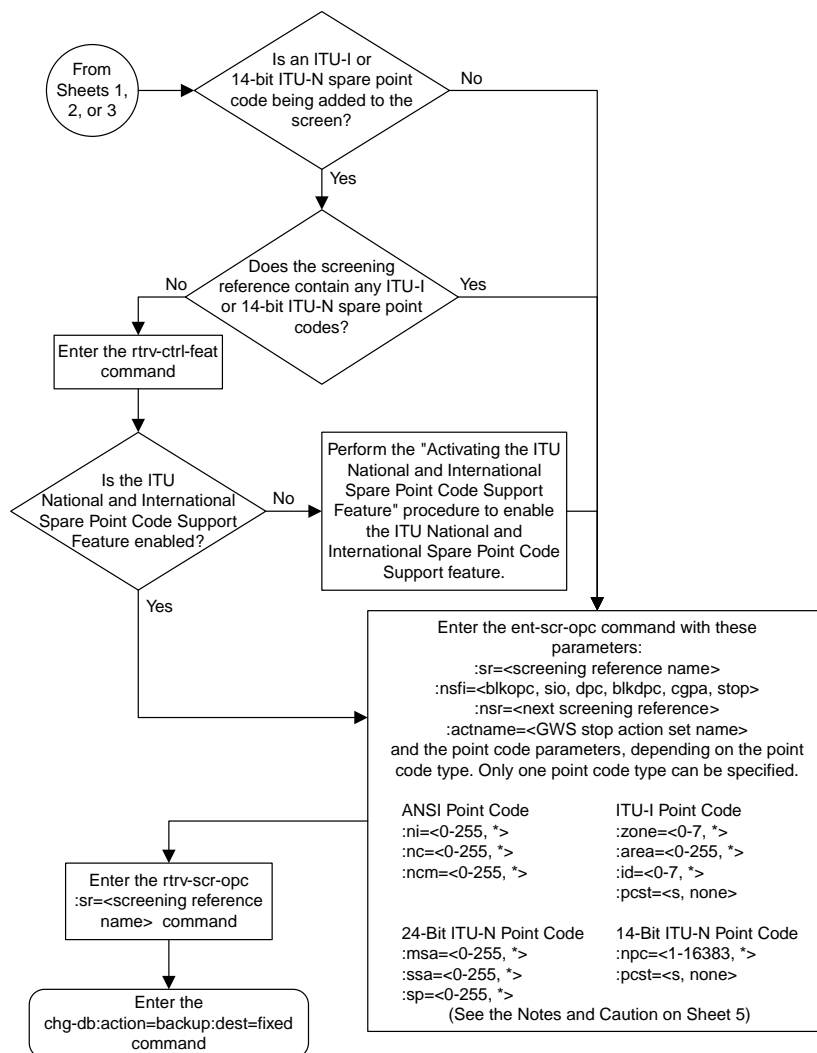 From
Sheets 1,
2, or 3
Is an ITU-I or
14-bit ITU-N spare point
code being added to the
screen?
No
Yes
Does the screening
reference contain any ITU-I
or 14-bit ITU-N spare point
codes?
No
Yes
Enter the rtrv-ctrl-feat
command
Is the ITU
National and International
Spare Point Code Support
Feature enabled?
No
Yes
Perform the "Activating the ITU
National and International
Spare Point Code Support
Feature" procedure to enable
the ITU National and
International Spare Point Code
Support feature.
Enter the ent-scr-opc command with these
parameters:
:sr=<screening reference name>
:nsfi=<blkopc, sio, dpc, blkdpc, cgpa, stop>
:nsr=<next screening reference>
:actname=<GWS stop action set name>
and the point code parameters, depending on the point
code type. Only one point code type can be specified.
ANSI Point Code
:ni=<0-255, *>
:nc=<0-255, *>
:ncm=<0-255, *>
ITU-I Point Code
:zone=<0-7, *>
:area=<0-255, *>
:id=<0-7, *>
:pcst=<s, none>
24-Bit ITU-N Point Code
:msa=<0-255, *>
:ssa=<0-255, *>
:sp=<0-255, *>
14-Bit ITU-N Point Code
:npc=<1-16383, *>
:pcst=<s, none>
(See the Notes and Caution on Sheet 5)
Enter the rtrv-scr-opc
:sr=<screening reference
name> command
Enter the
chg-db:action=backup:dest=fixed
command